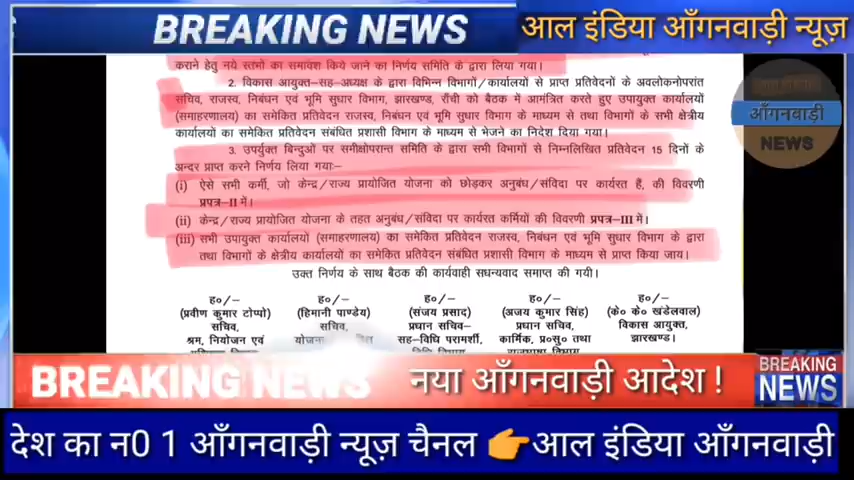 BREAKING NEWS
आल इंडिया आँगनवाड़ी न्यूज़
कराने हेतु नये स्तंभो का समावेश किये जाने का निर्णय समिति के द्वारा लिया गया।
2. विकास आयुक्त-सह-अध्यक्ष के द्वारा विभिन्न विभागों/कार्यालयों से प्राप्त प्रतिवेदनों के अवलोकनोपरांत
सचिव, राजस्व, निबंधन एवं भूमि सुधार विभाग, झारखण्ड, राँची को बैठक में आमंत्रित करते हुए उपायुक्त कार्यालयों
(समाहरणालय) का समेकित प्रतिवेदन राजस्व, निबंधन एवं भूमि सुधार विभाग के माध्यम से तथा विभागों के सभी क्षेत्रीय
कार्यालयों का समेकित प्रतिवेदन संबंधित प्रशासी विभाग के माध्यम से भेजने का निदेश दिया गया।
आँगनवाड़ी
NEWS
3. उपर्युक्त बिन्दुओं पर समीक्षोपरान्त समिति के द्वारा सभी विभागों से निम्नलिखित प्रतिवेदन 15 दिनों के
अन्दर प्राप्त करने निर्णय लिया गयाः-
(i) ऐसे सभी कर्मी, जो केन्द्र/राज्य प्रायोजित योजना को छोड़कर अनुबंध/संविदा पर कार्यरत हैं, की विवरणी
प्रपत्र-II में।
(ii) केन्द्र/राज्य प्रायोजित योजना के तहत अनुबंध/संविदा पर कार्यरत कर्मियों की विवरणी प्रपत्र-III में।
(iii) सभी उपायुक्त कार्यालयों (समाहरणालय) का समेकित प्रतिवेदन राजस्व, निबंधन एवं भूमि सुधार विभाग के द्वारा
तथा विभागों के क्षेत्रीय कार्यालयों का समेकित प्रतिवेदन संबंधित प्रशासी विभाग के माध्यम से प्राप्त किया जाय।
उक्त निर्णय के साथ बैठक की कार्यवाही सधन्यवाद समाप्त की गयी।
ह०/- ह०/- ह०/- ह०/- ह०/-
(प्रवीण कुमार टोप्पो) (हिमानी पाण्डेय) (संजय प्रसाद) (अजय कुमार सिंह) (के० के० खंडेलवाल)
सचिव, सचिव, प्रधान सचिव- प्रधान सचिव, विकास आयुक्त,
श्रम, नियोजन एवं सह-विधि परामर्शी, कार्मिक, प्र०सु० तथा झारखण्ड।
BREAKING NEWS
नया आँगनवाड़ी आदेश !
BREAKING
NEWS
देश का न0 1 आँगनवाड़ी न्यूज़ चैनल 👉आल इंडिया आँगनवाड़ी